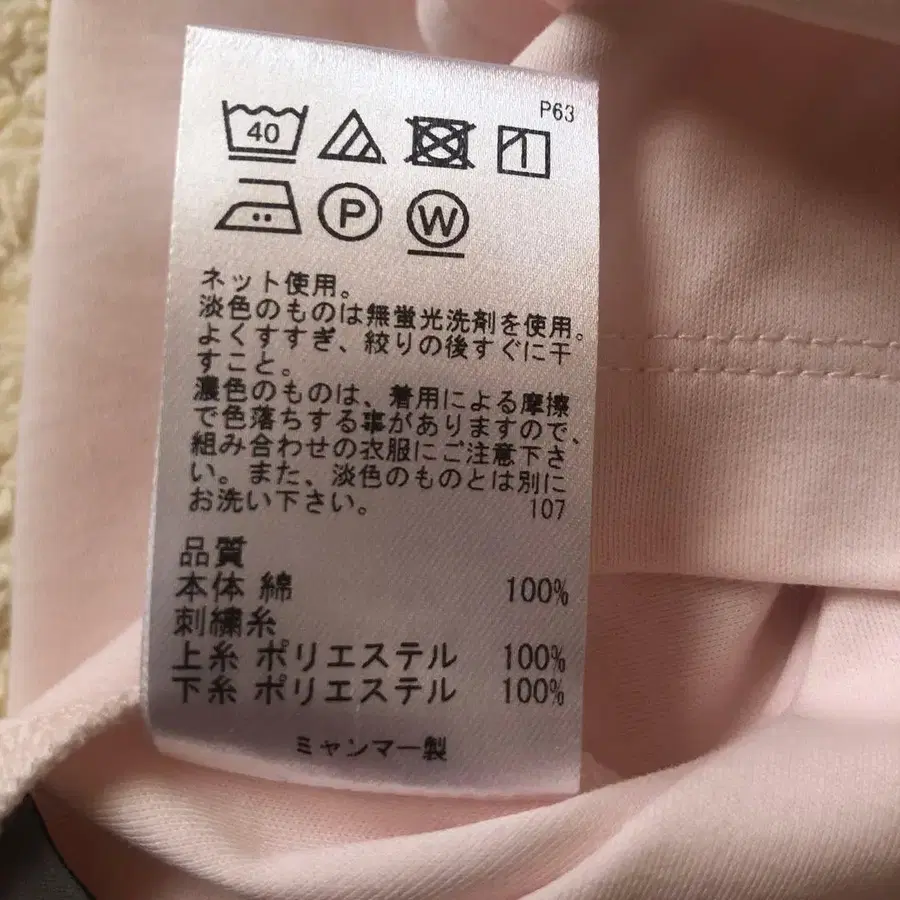 P63
40
P
W
ネット使用。
淡色のものは無蛍光洗剤を使用。
よくすすぎ、絞りの後すぐに干
すこと。
濃色のものは、着用による摩擦
で色落ちする事がありますので、
組み合わせの衣服にご注意下さ
い。また、淡色のものとは別に
お洗い下さい。 107
品質
本体 綿 100%
刺繍糸
上糸 ポリエステル 100%
下糸 ポリエステル 100%
ミャンマー製